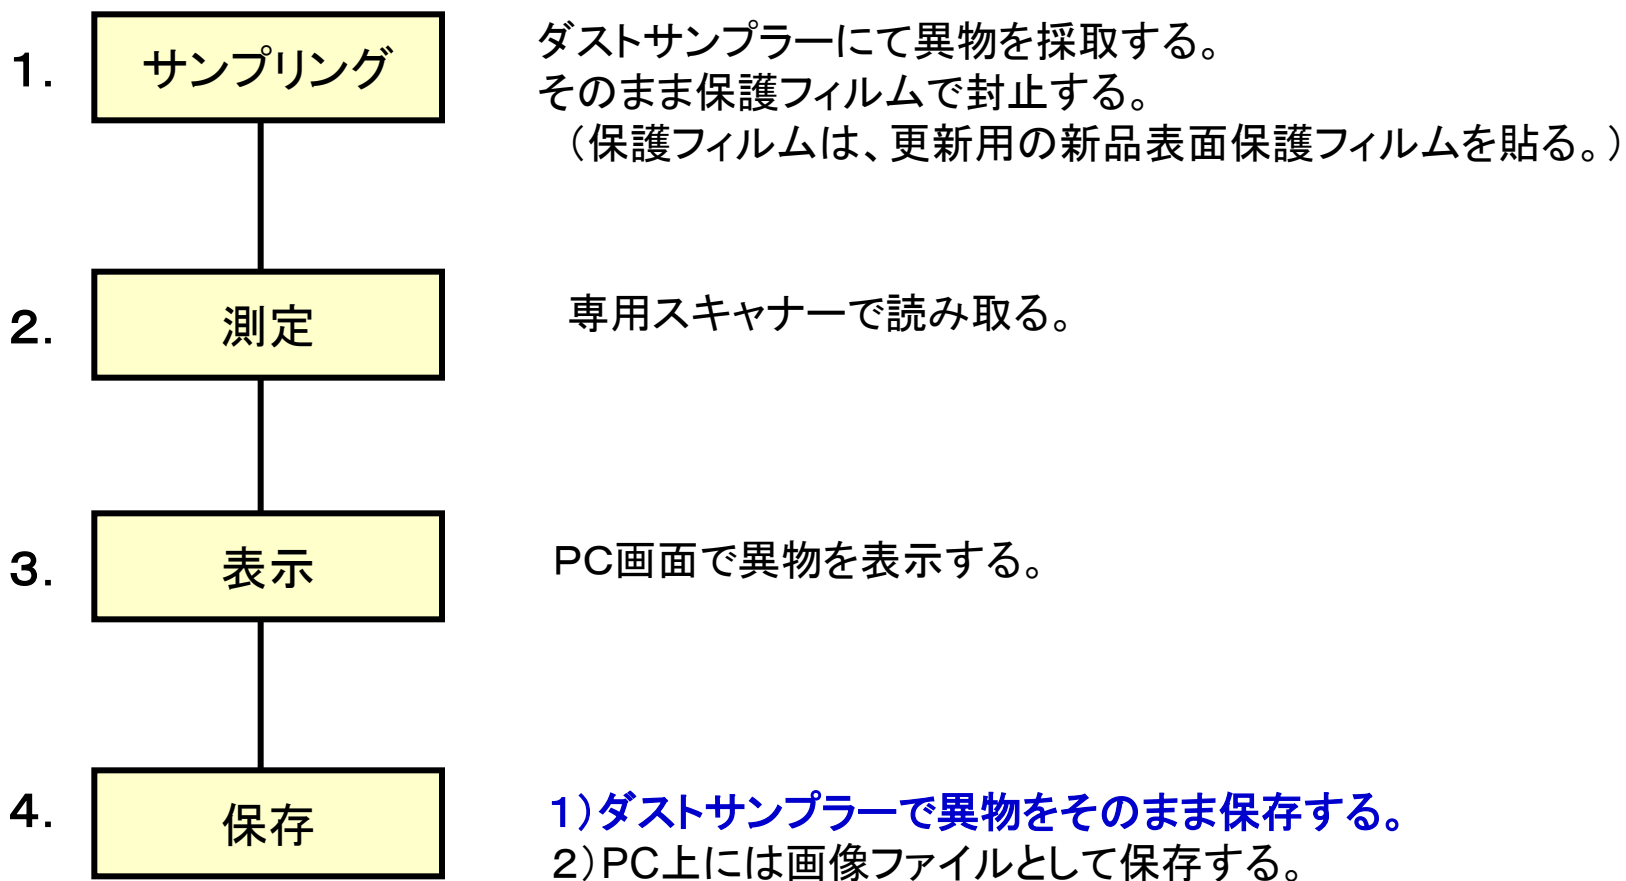 1. サンプリング
ダストサンプラーにて異物を採取する。
そのまま保護フィルムで封止する。
（保護フィルムは、更新用の新品表面保護フィルムを貼る。）
2. 測定
専用スキャナーで読み取る。
3. 表示
PC画面で異物を表示する。
4. 保存
1）ダストサンプラーで異物をそのまま保存する。
2）PC上には画像ファイルとして保存する。